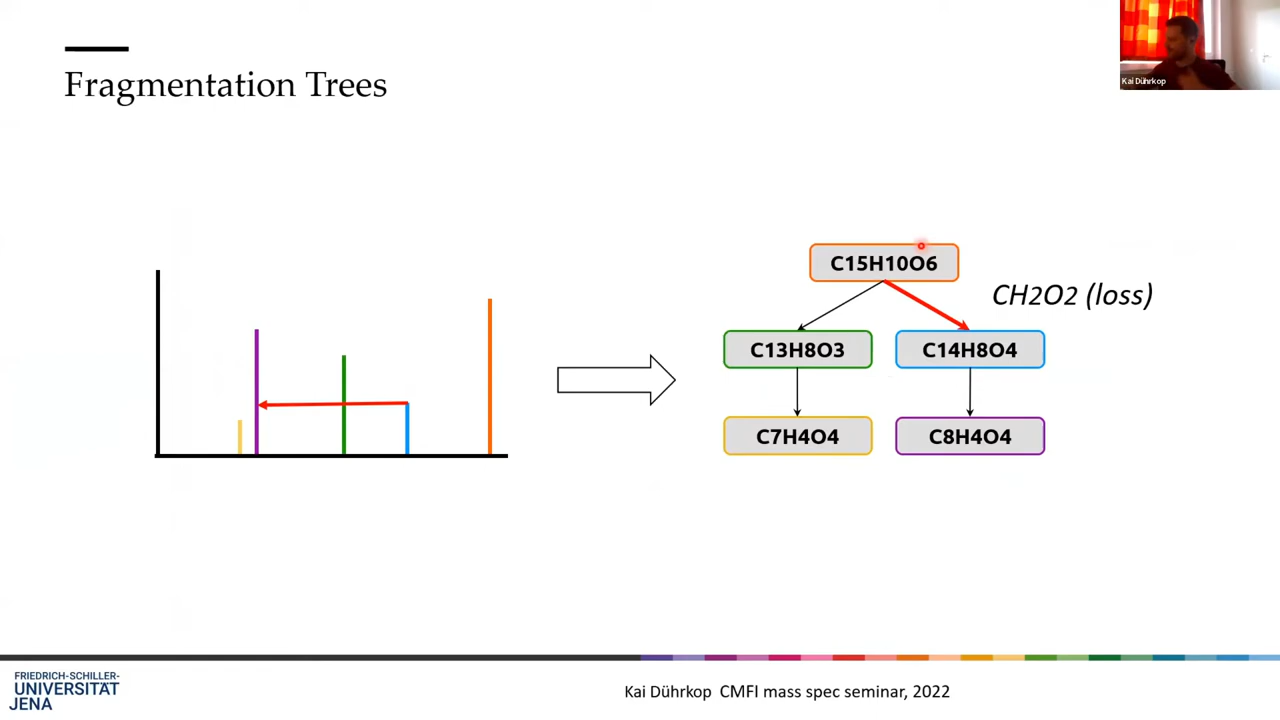 Fragmentation Trees
Kai Dührkop
C15H10O6
CH2O2 (loss)
C13H8O3
C14H8O4
C7H4O4
C8H4O4
FRIEDRICH-SCHILLER-
UNIVERSITÄT
JENA
Kai Dührkop CMFI mass spec seminar, 2022